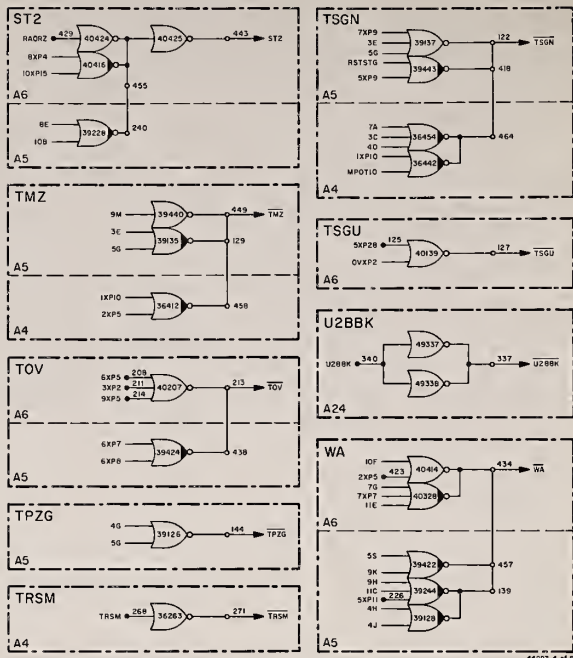 ST2
RAORZ 429 40424 40425 443 ST2
8XP4
10XP15 40416
A6
455
8E
10B 39228 240
A5
TMZ
9M 39440 449 TMZ
3E
5G 39135 129
A5
1XP10
2XP5 36412 458
A4
TOV
6XP5 208
3XP2 211 40207 213 TOV
9XP5 214
A6
6XP7
6XP8 39424 438
A5
TPZG
4G
5G 39126 144 TPZG
A5
TRSM
TRSM 268 36263 271 TRSM
A4
TSGN
7XP9
3E 39137 122 TSGN
5G
RSTSTG
5XP9 39443 418
A5
7A
3C 36454 464
4D
1XP10
MPOT10 36442
A4
TSGU
5XP28 125
0VXP2 40139 127 TSGU
A6
U2BBK
49337
U2BBK 340 337 U2BBK
49338
A24
WA
10F 40414 434 WA
2XP5 423
7G
7XP7 40328
11E
A6
5S
9K 39422 457
9H
11C 39244 139
5XP11 226
4H
4J 39128
A5